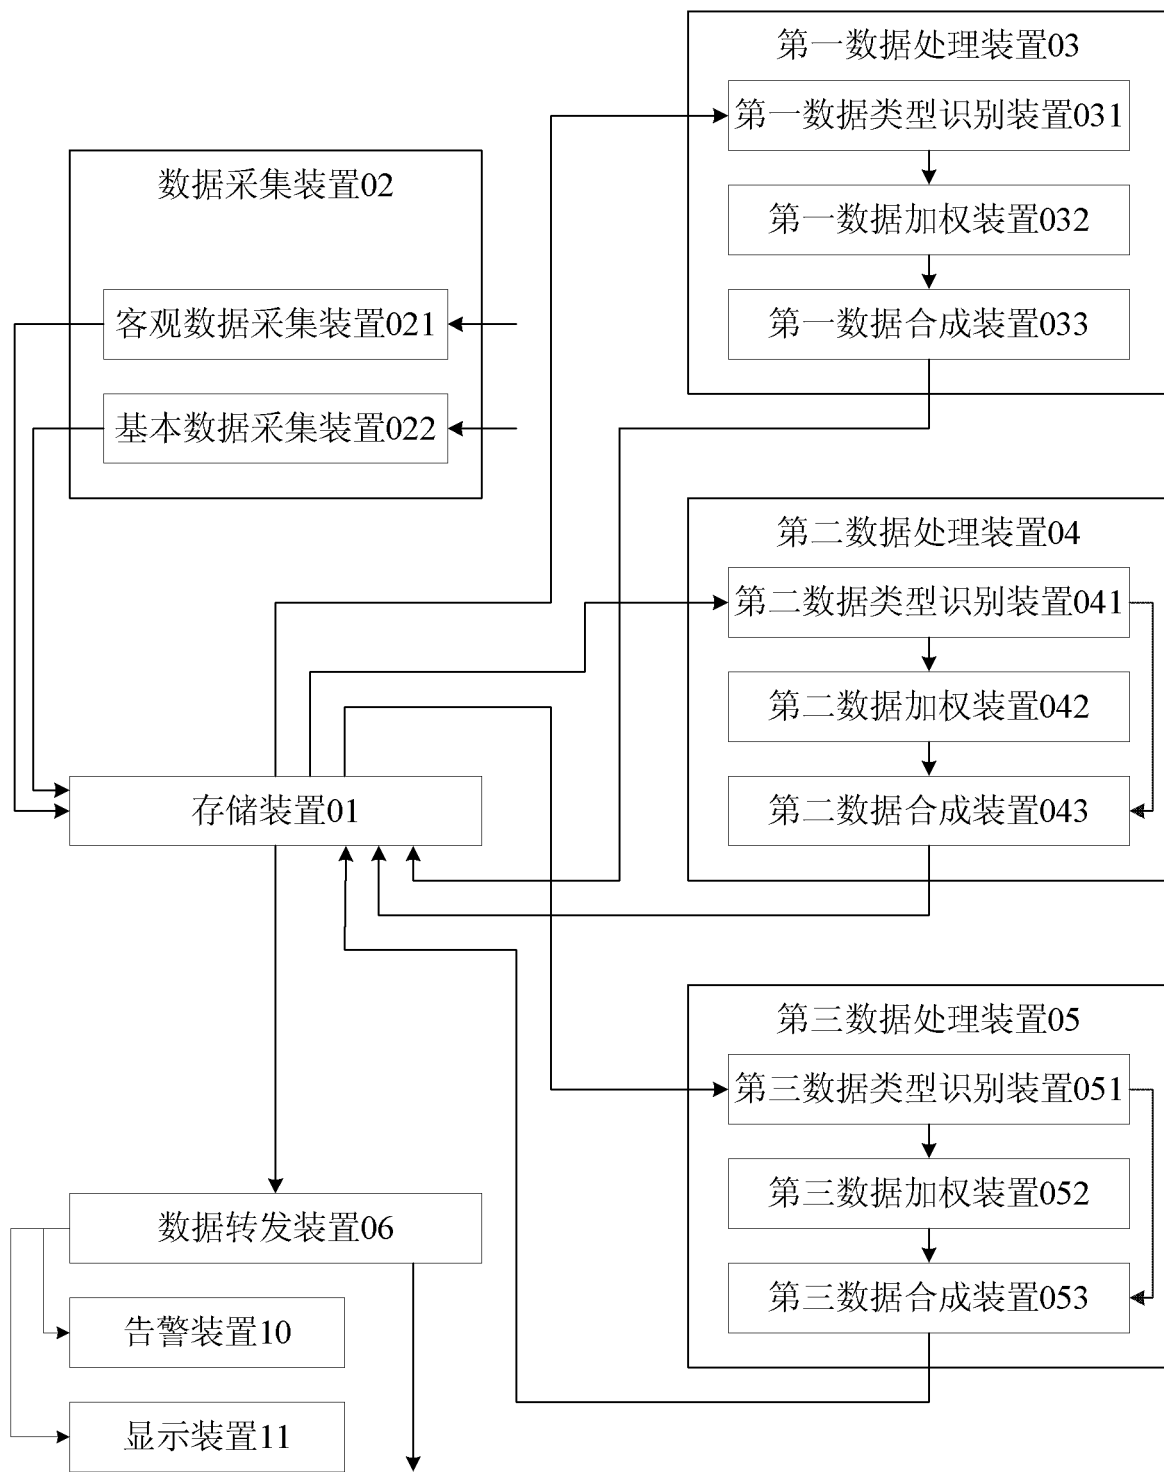 第一数据处理装置03
第一数据类型识别装置031
第一数据加权装置032
第一数据合成装置033
数据采集装置02
客观数据采集装置021
基本数据采集装置022
第二数据处理装置04
第二数据类型识别装置041
第二数据加权装置042
第二数据合成装置043
存储装置01
第三数据处理装置05
第三数据类型识别装置051
第三数据加权装置052
第三数据合成装置053
数据转发装置06
告警装置10
显示装置11